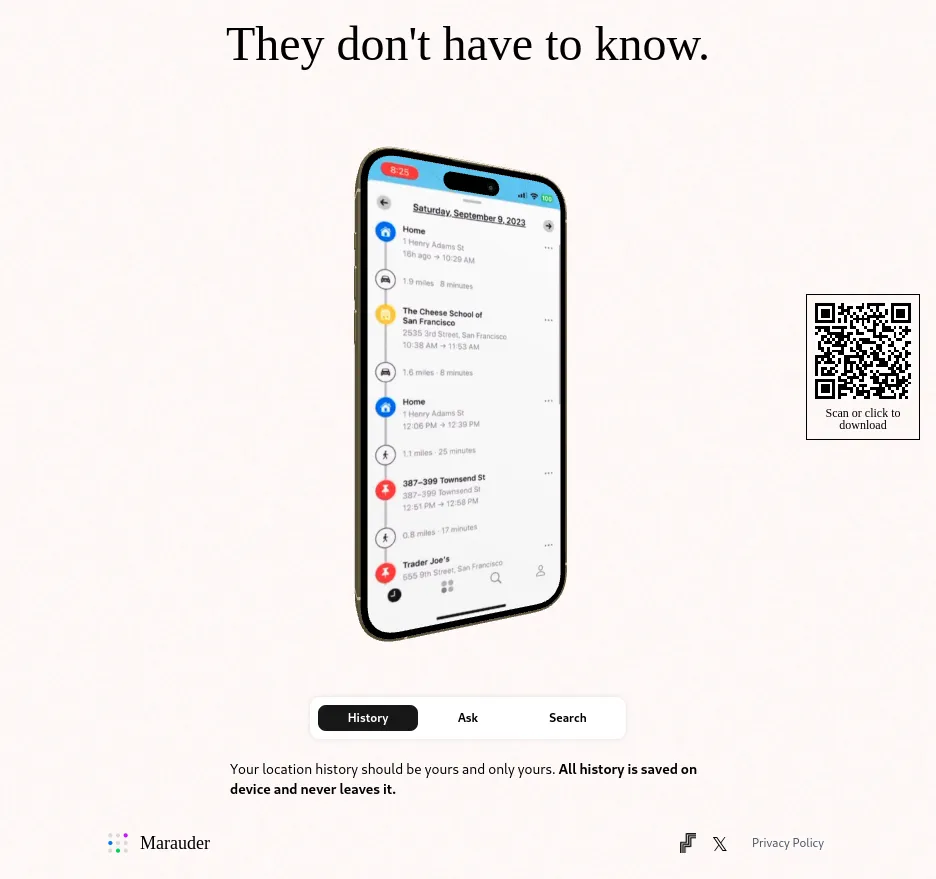 They don't have to know.
8:25
100
Saturday, September 9, 2023
Home
1 Henry Adams St
16h ago → 10:29 AM
1.9 miles · 8 minutes
The Cheese School of
San Francisco
2535 3rd Street, San Francisco
10:38 AM → 11:53 AM
1.6 miles · 8 minutes
Home
1 Henry Adams St
12:06 PM → 12:39 PM
1.1 miles · 25 minutes
387–399 Townsend St
387–399 Townsend St
12:51 PM → 12:58 PM
0.8 miles · 17 minutes
Trader Joe's
555 9th Street, San Francisco
Scan or click to
download
History
Ask
Search
Your location history should be yours and only yours. All history is saved on
device and never leaves it.
Marauder
𝕏
Privacy Policy